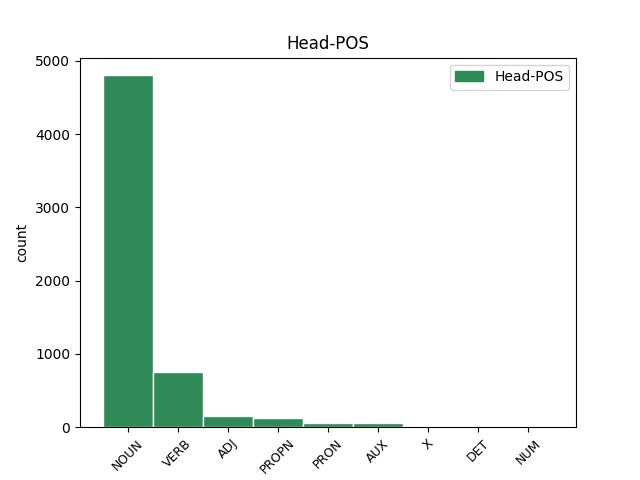 Head-POS
Head-POS
count
5000
4000
3000
2000
1000
0
NOUN
VERB
ADJ
PROPN
PRON
AUX
X
DET
NUM